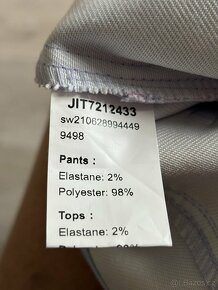 JIT7212433
sw210628994449
9498
Pants :
Elastane: 2%
Polyester: 98%
Tops :
Elastane: 2%